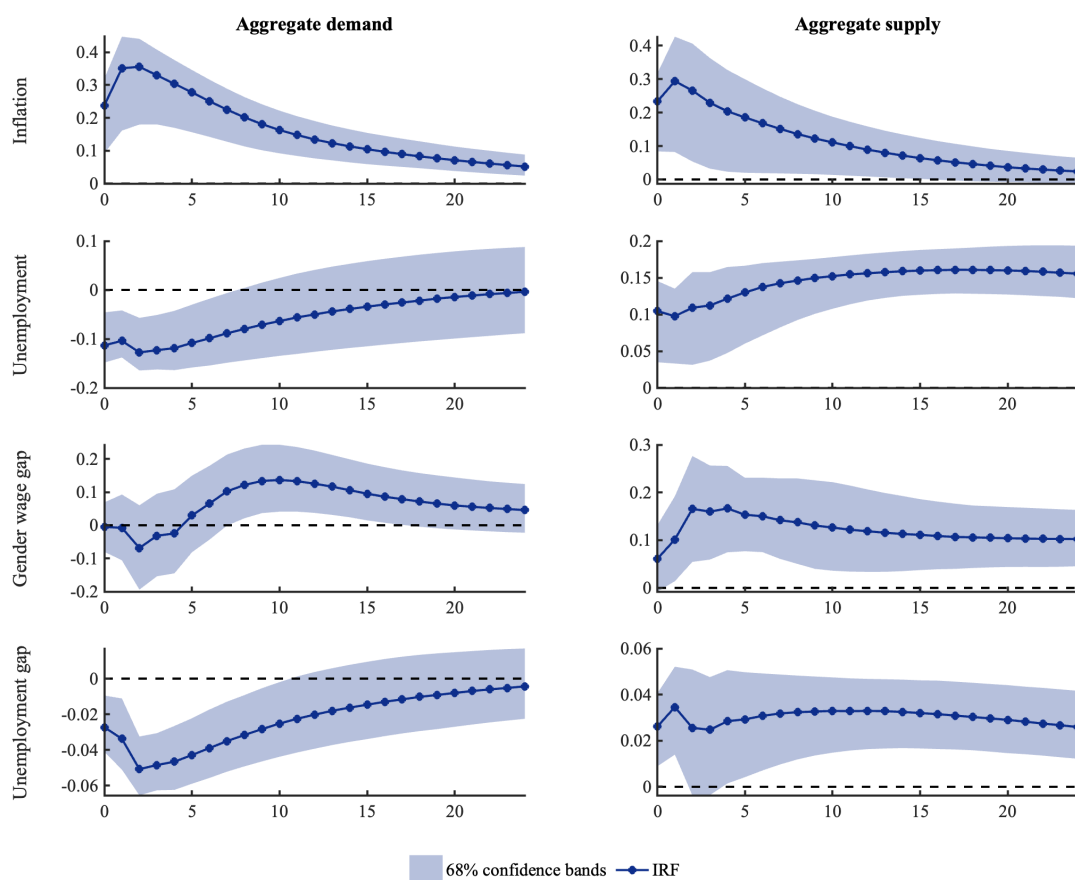 Aggregate demand
Aggregate supply
Inflation
0.4
0.3
0.2
0.1
0
0 5 10 15 20
0.4
0.3
0.2
0.1
0
0 5 10 15 20
Unemployment
0.1
0
-0.1
-0.2
0 5 10 15 20
0.2
0.15
0.1
0.05
0
0 5 10 15 20
Gender wage gap
0.2
0.1
0
-0.1
-0.2
0 5 10 15 20
0.3
0.2
0.1
0
0 5 10 15 20
Unemployment gap
0
-0.02
-0.04
-0.06
0 5 10 15 20
0.06
0.04
0.02
0
0 5 10 15 20
68% confidence bands IRF